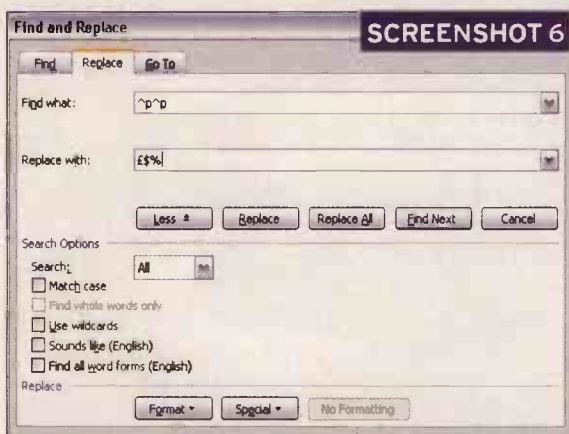 Find and Replace
SCREENSHOT 6
Find Replace Go To
Find what: ^p^p
Replace with: £$%
Less Replace Replace All Find Next Cancel
Search Options
Search: All
Match case
Find whole words only
Use wildcards
Sounds like (English)
Find all word forms (English)
Replace
Format Special No Formatting